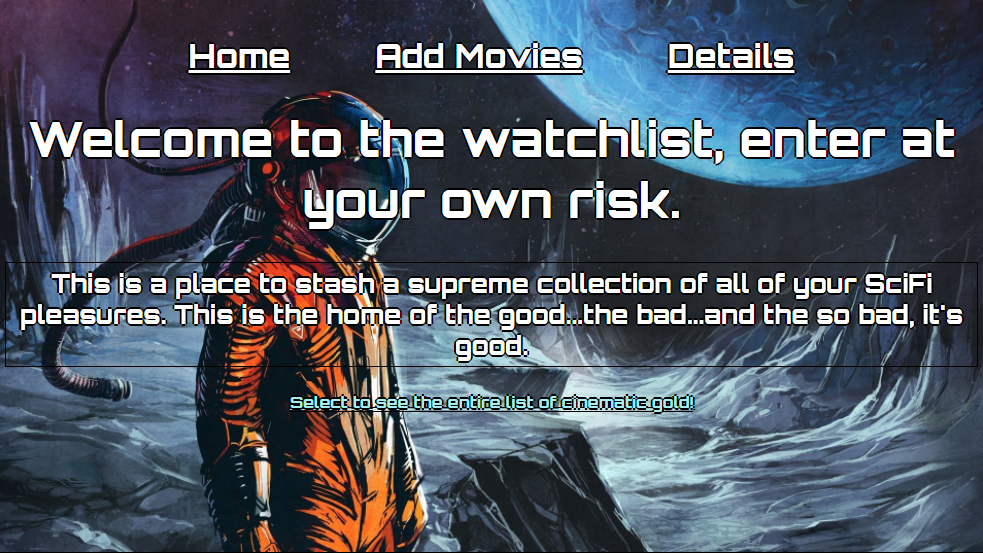 Home Add Movies Details
Welcome to the watchlist, enter at
your own risk.
This is a place to stash a supreme collection of all of your SciFi
pleasures. This is the home of the good...the bad...and the so bad, it's
good.
Select to see the entire list of cinematic gold!